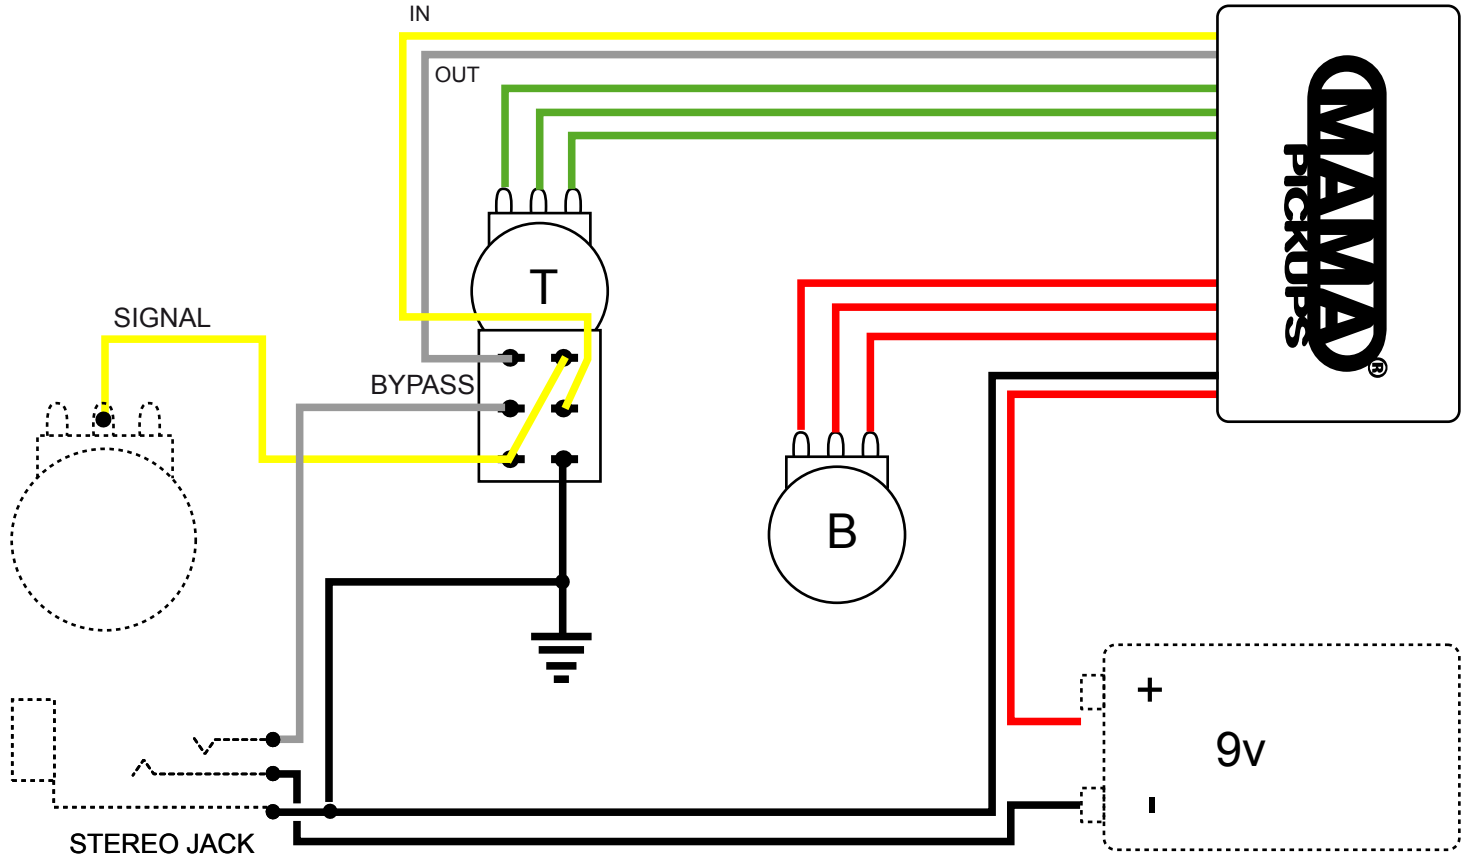 IN
OUT
MAMA
PICKUPS
®
T
SIGNAL
BYPASS
B
+
9v
-
STEREO JACK